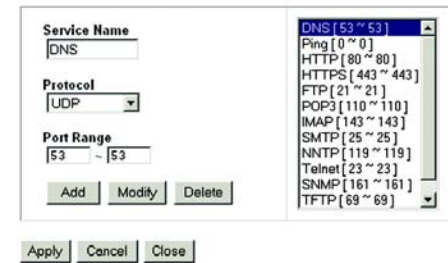 Service Name
DNS
Protocol
UDP
Port Range
53 ~ 53
Add Modify Delete
DNS [ 53 ~ 53 ]
Ping [ 0 ~ 0 ]
HTTP [ 80 ~ 80 ]
HTTPS [ 443 ~ 443 ]
FTP [ 21 ~ 21 ]
POP3 [ 110 ~ 110 ]
IMAP [ 143 ~ 143 ]
SMTP [ 25 ~ 25 ]
NNTP [ 119 ~ 119 ]
Telnet [ 23 ~ 23 ]
SNMP [ 161 ~ 161 ]
TFTP [ 69 ~ 69 ]
Apply Cancel Close